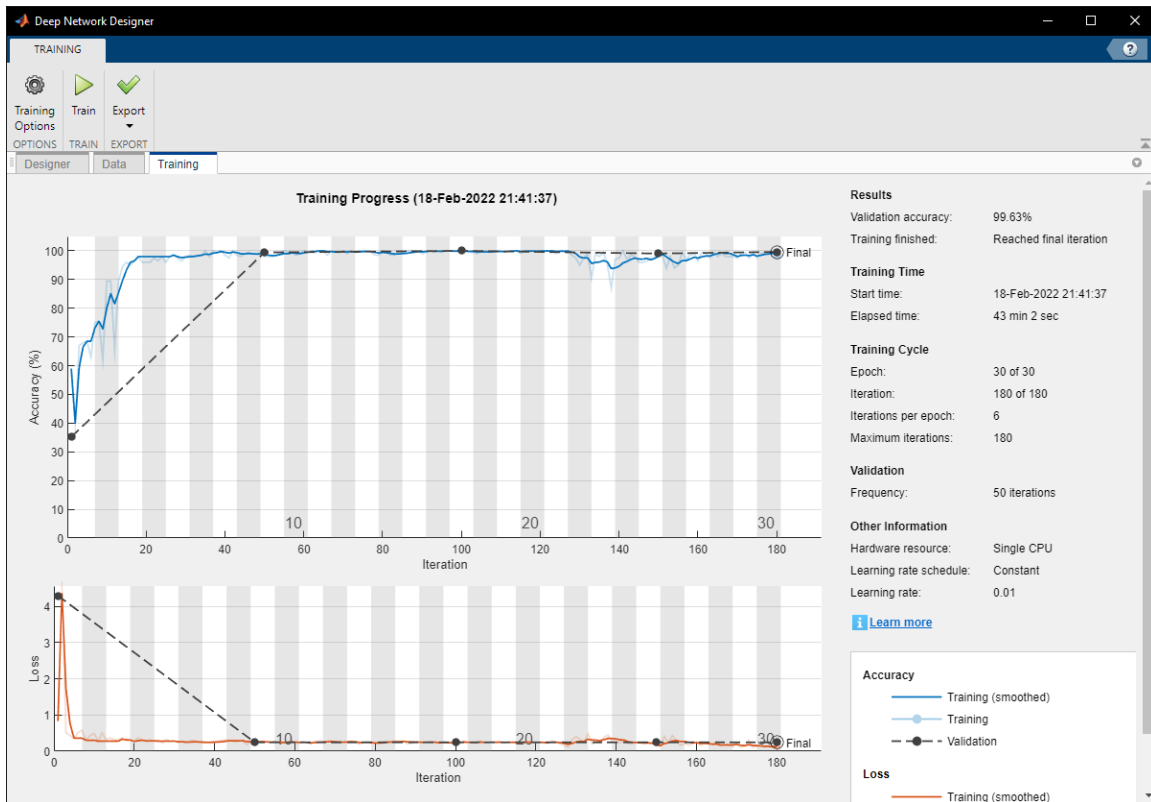 Deep Network Designer
TRAINING
?
Training
Options
Train
Export
OPTIONS TRAIN EXPORT
Designer Data Training
Training Progress (18-Feb-2022 21:41:37)
Accuracy (%)
100
90
80
70
60
50
40
30
20
10
0
10 20 30
Final
0 20 40 60 80 100 120 140 160 180
Iteration
Loss
4
3
2
1
0
10 20 30
Final
0 20 40 60 80 100 120 140 160 180
Iteration
Results
Validation accuracy: 99.63%
Training finished: Reached final iteration
Training Time
Start time: 18-Feb-2022 21:41:37
Elapsed time: 43 min 2 sec
Training Cycle
Epoch: 30 of 30
Iteration: 180 of 180
Iterations per epoch: 6
Maximum iterations: 180
Validation
Frequency: 50 iterations
Other Information
Hardware resource: Single CPU
Learning rate schedule: Constant
Learning rate: 0.01
i Learn more
Accuracy
Training (smoothed)
Training
Validation
Loss
Training (smoothed)